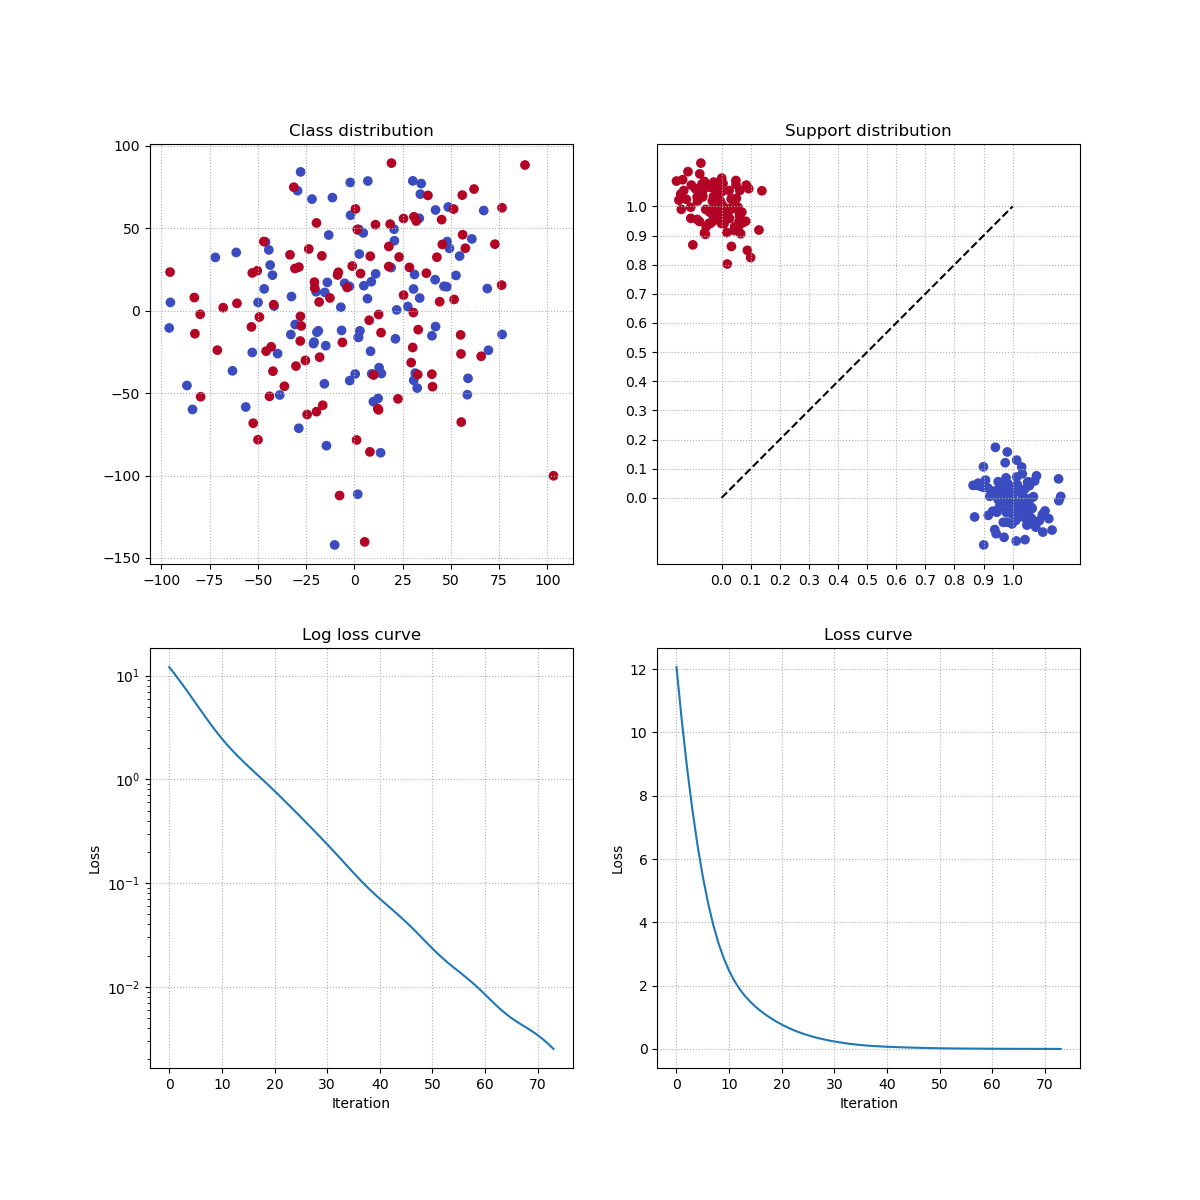 Class distribution
100
50
0
−50
−100
−150
−100 −75 −50 −25 0 25 50 75 100
Support distribution
1.0
0.9
0.8
0.7
0.6
0.5
0.4
0.3
0.2
0.1
0.0
0.0 0.1 0.2 0.3 0.4 0.5 0.6 0.7 0.8 0.9 1.0
Log loss curve
10¹
10⁰
10⁻¹
10⁻²
Loss
0 10 20 30 40 50 60 70
Iteration
Loss curve
12
10
8
6
4
2
0
Loss
0 10 20 30 40 50 60 70
Iteration